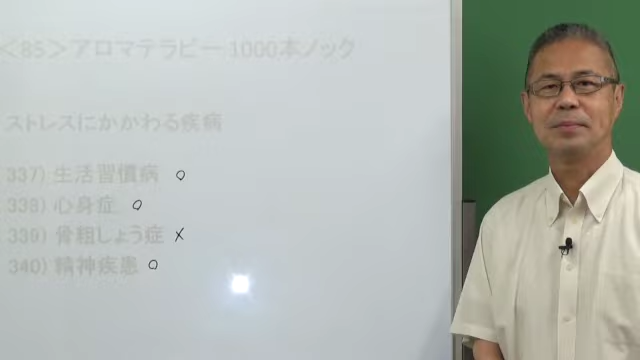 <85>アロマテラピー 1000本ノック
ストレスにかかわる疾病
337) 生活習慣病 o
338) 心身症 o
339) 骨粗しょう症 ×
340) 精神疾患 o